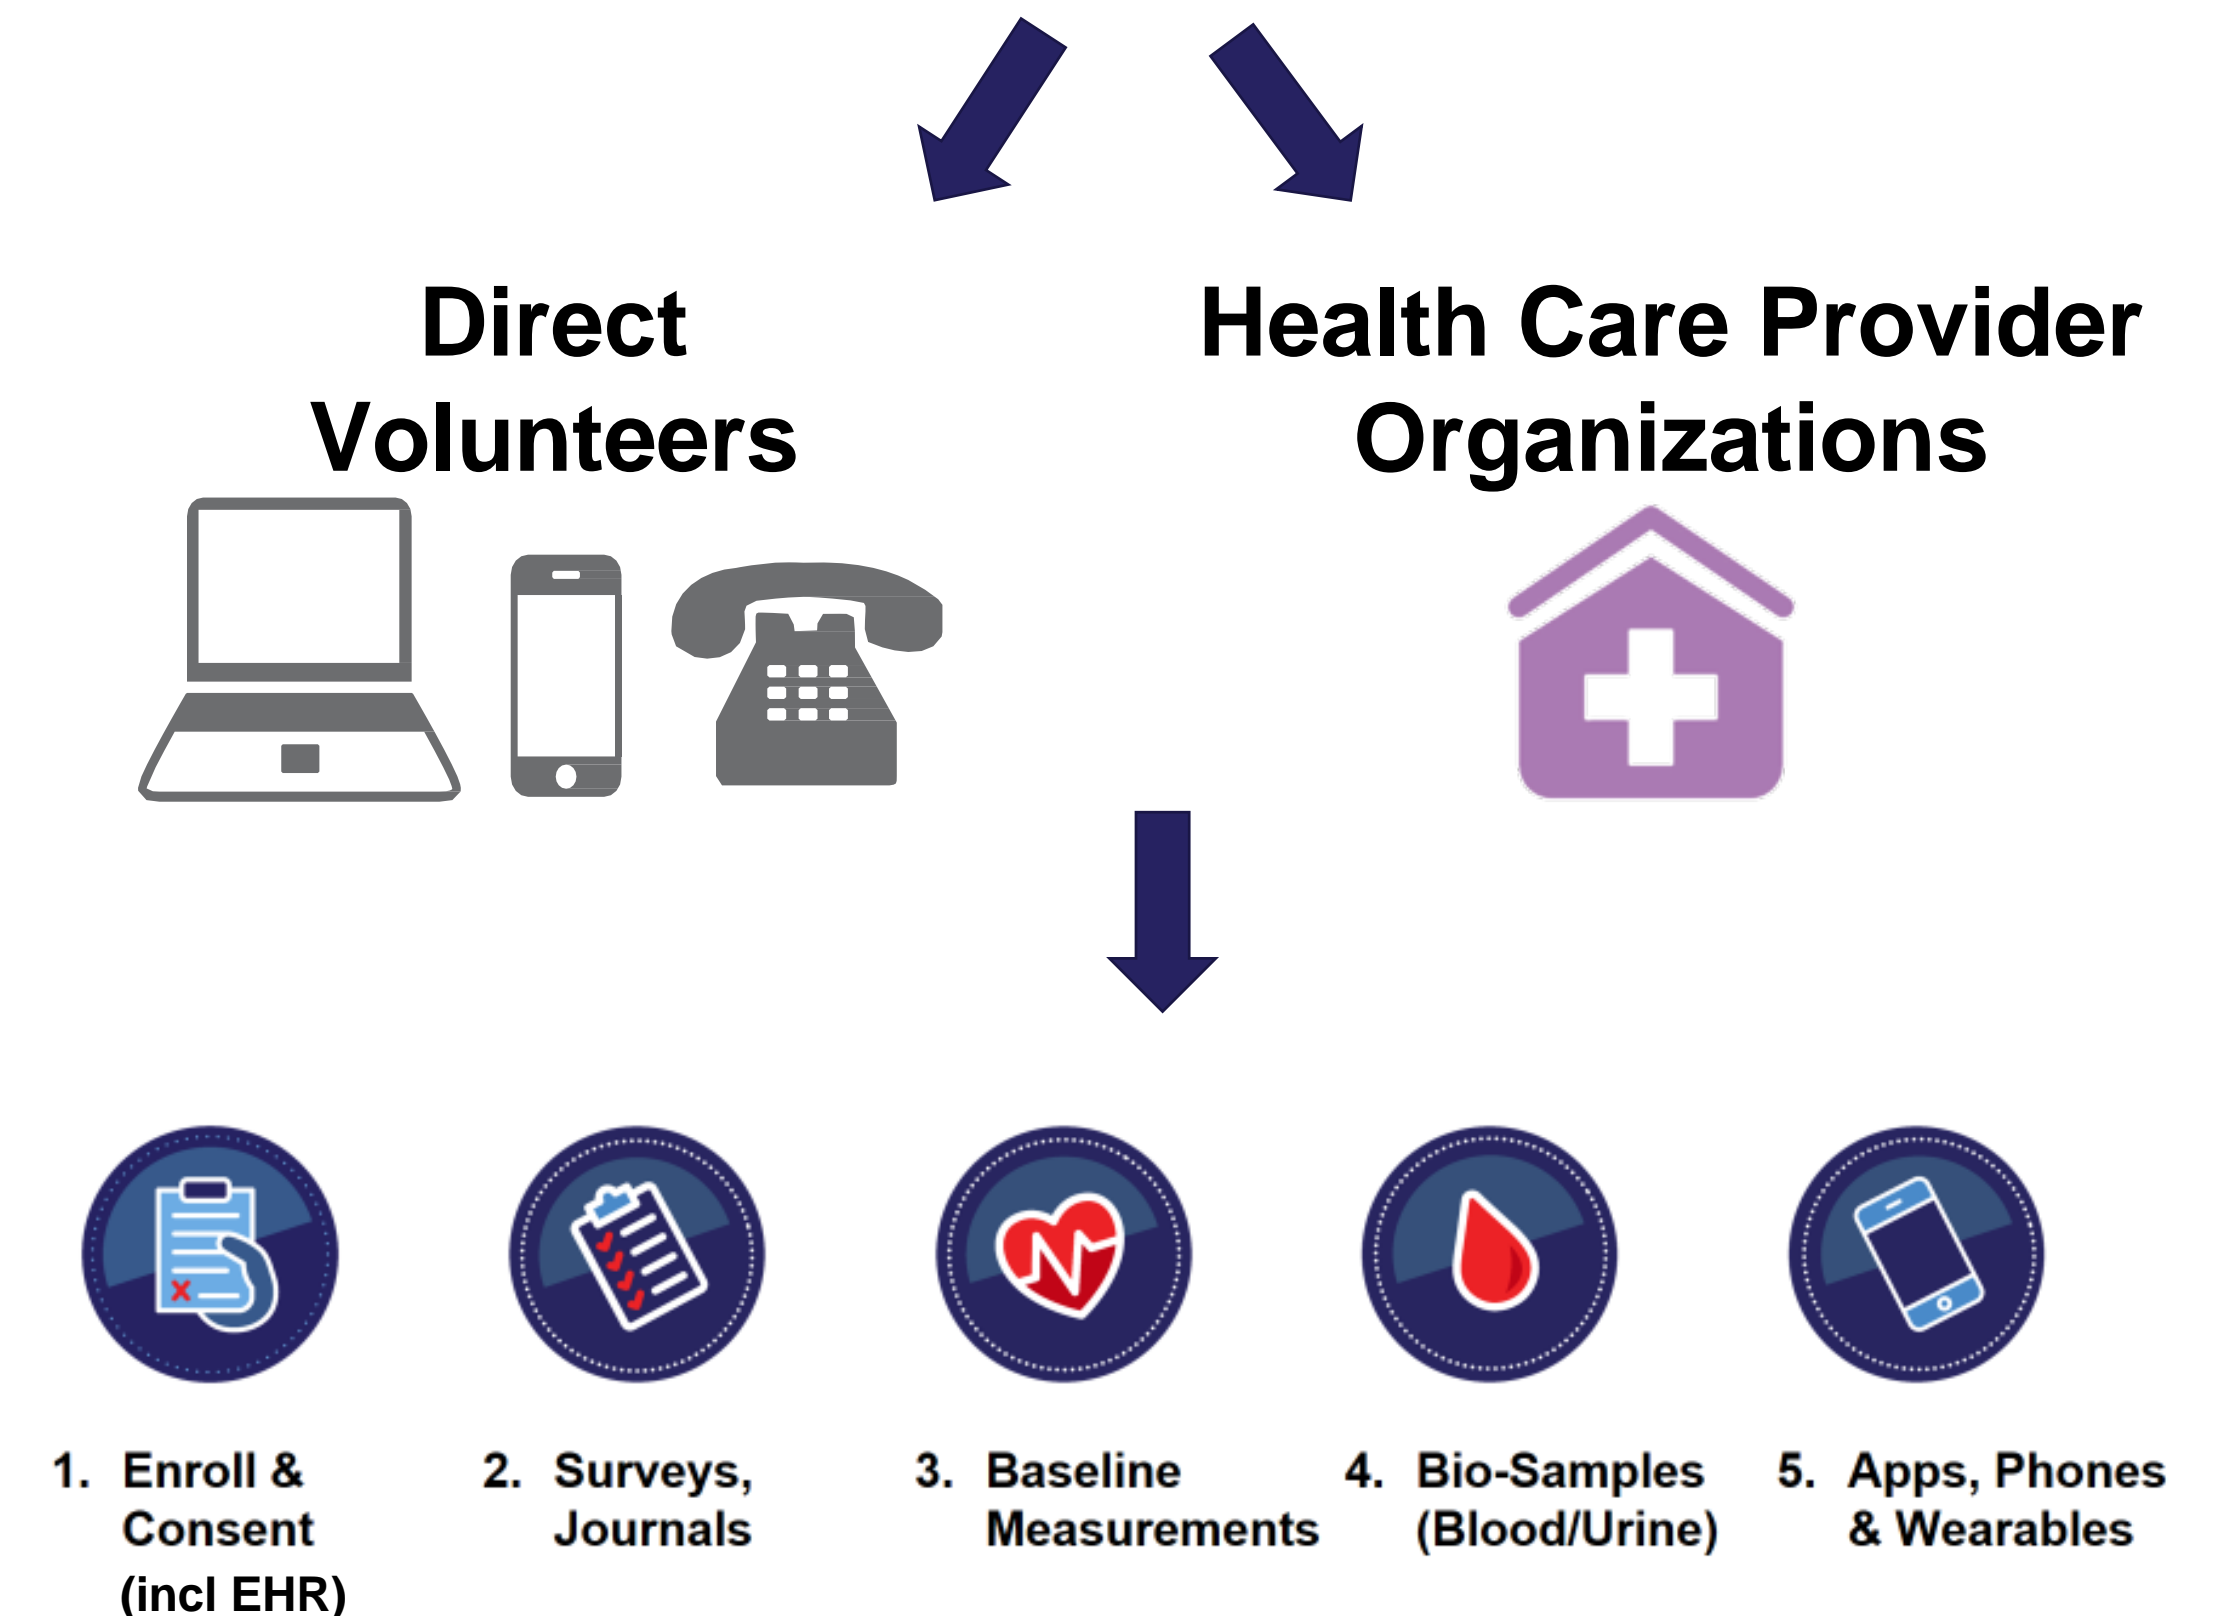 Direct
Volunteers
Health Care Provider
Organizations
1. Enroll &
Consent
(incl EHR)
2. Surveys,
Journals
3. Baseline
Measurements
4. Bio-Samples
(Blood/Urine)
5. Apps, Phones
& Wearables